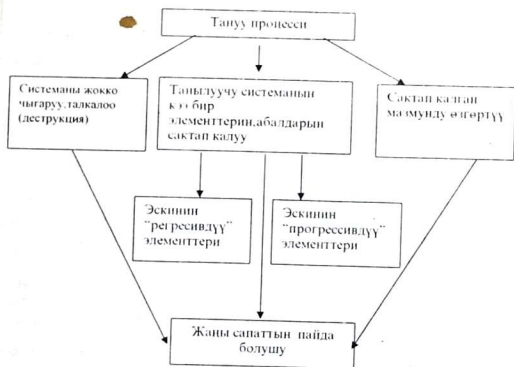 Тануу процесси
Системаны жокко
чыгаруу, талкалоо
(деструкция)
Танылуучу системанын
кээ бир
элементтерин, абалдарын
сактап калуу
Сактап калган
мазмунду өзгөртүү
Эскинин
"регресивдүү"
элементтери
Эскинин
"прогрессивдүү"
элементтери
Жаңы сапаттын пайда
болушу